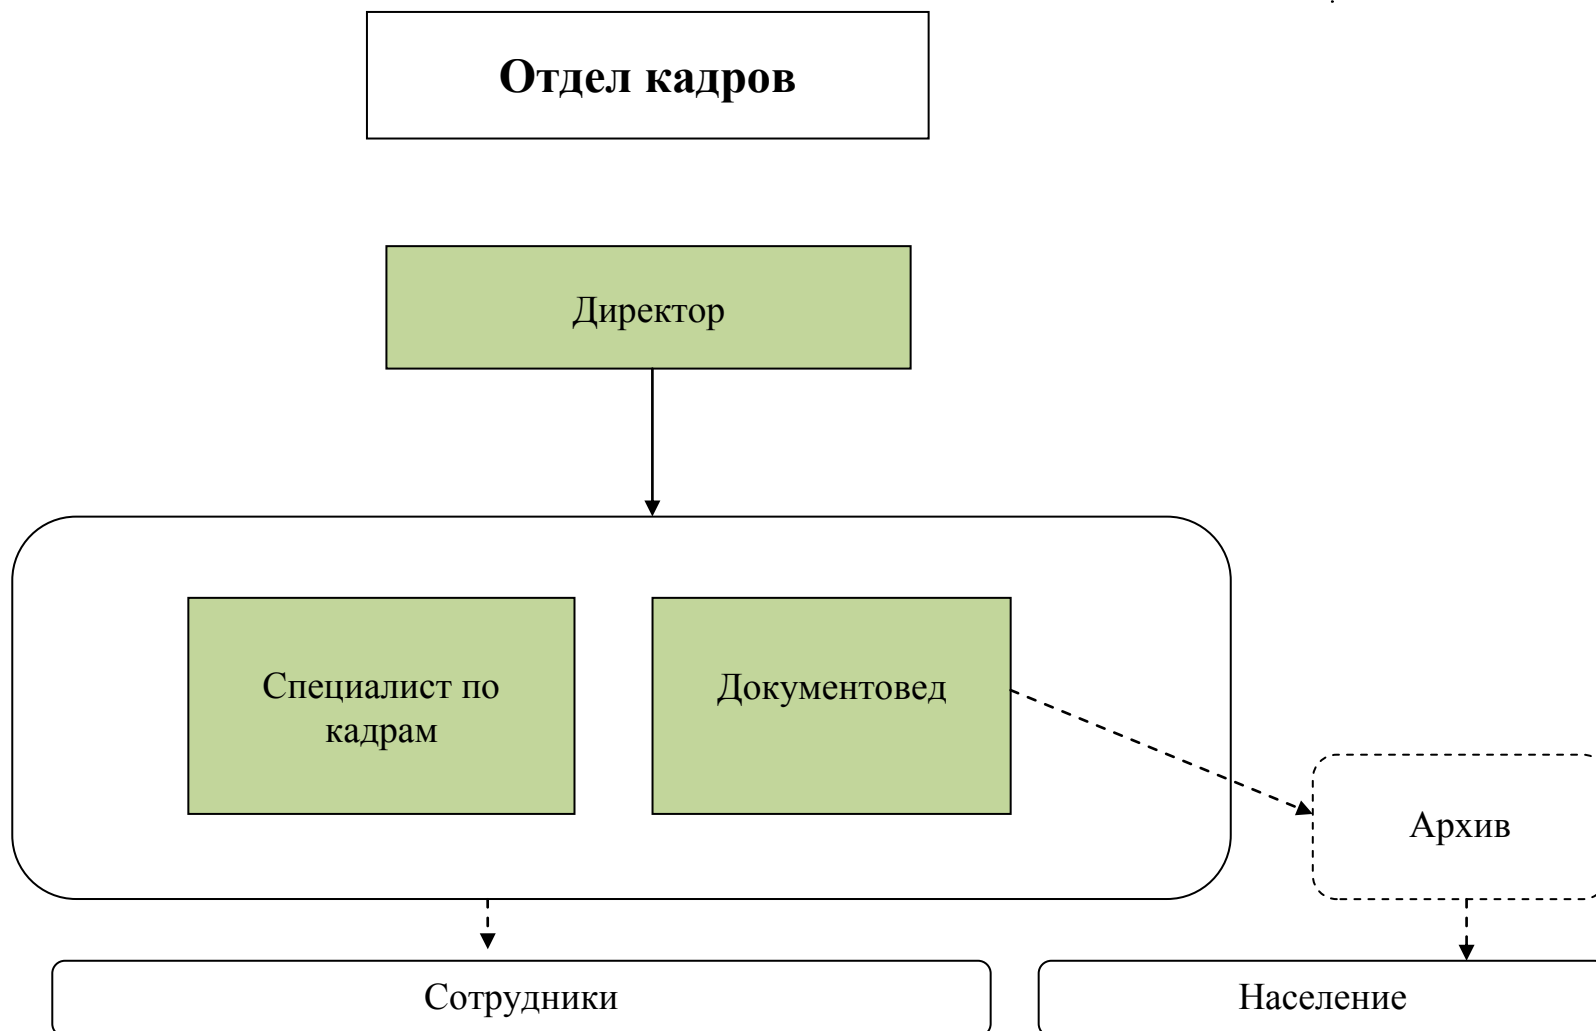 Отдел кадров
Директор
Специалист по
кадрам
Документовед
Архив
Сотрудники
Население